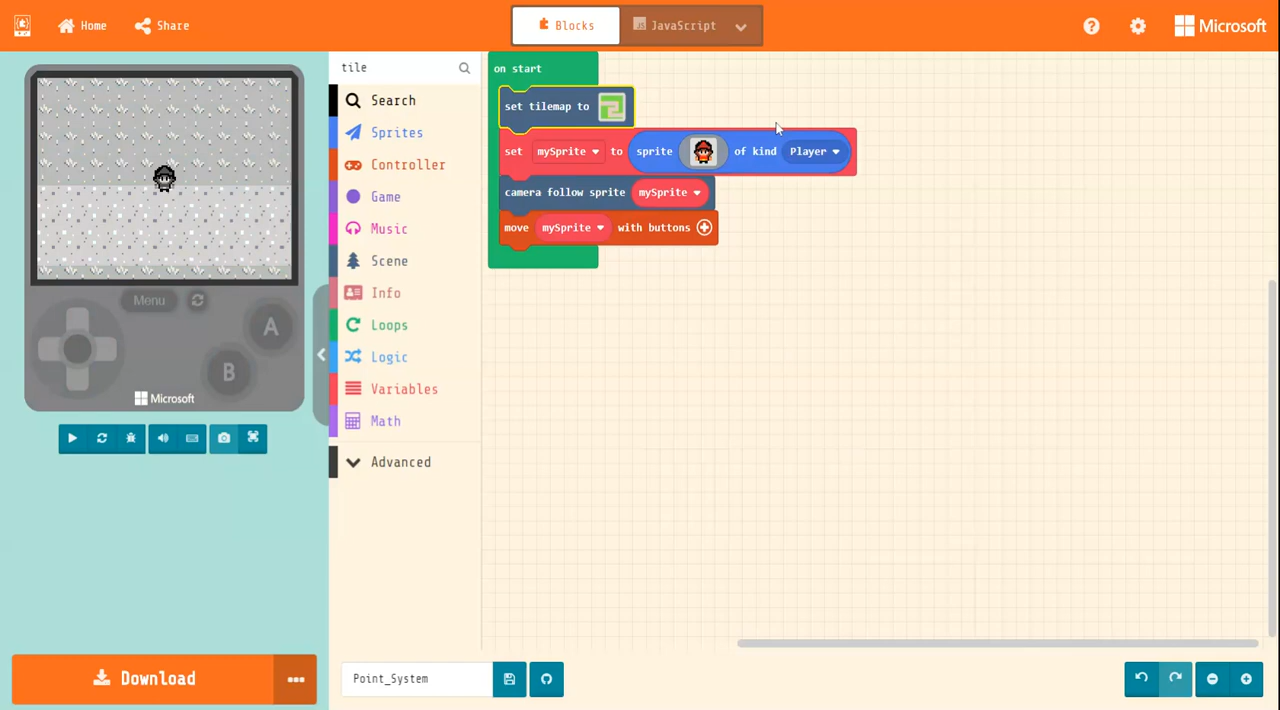 Home
Share
Blocks
JS JavaScript
?
Microsoft
tile
Search
Sprites
Controller
Game
Music
Scene
Info
Loops
Logic
Variables
Math
Advanced
on start
set tilemap to
set mySprite to sprite of kind Player
camera follow sprite mySprite
move mySprite with buttons
Menu
A
B
Microsoft
Download
Point_System